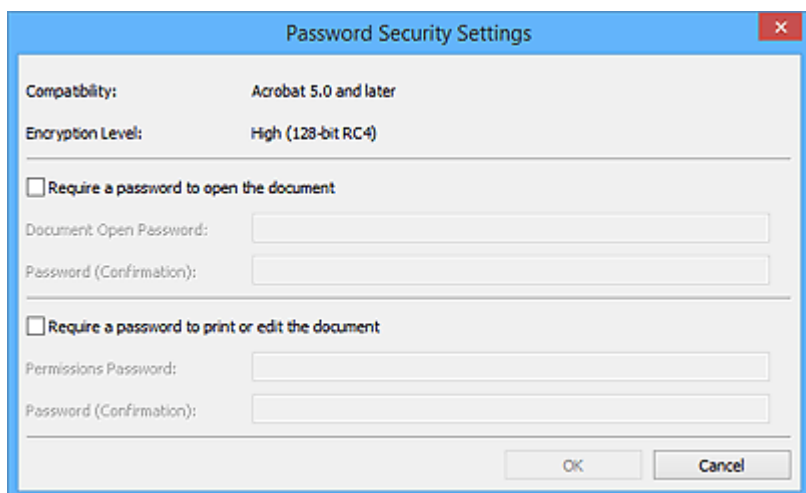 Password Security Settings
Compatibility: Acrobat 5.0 and later
Encryption Level: High (128-bit RC4)
Require a password to open the document
Document Open Password:
Password (Confirmation):
Require a password to print or edit the document
Permissions Password:
Password (Confirmation):
OK Cancel